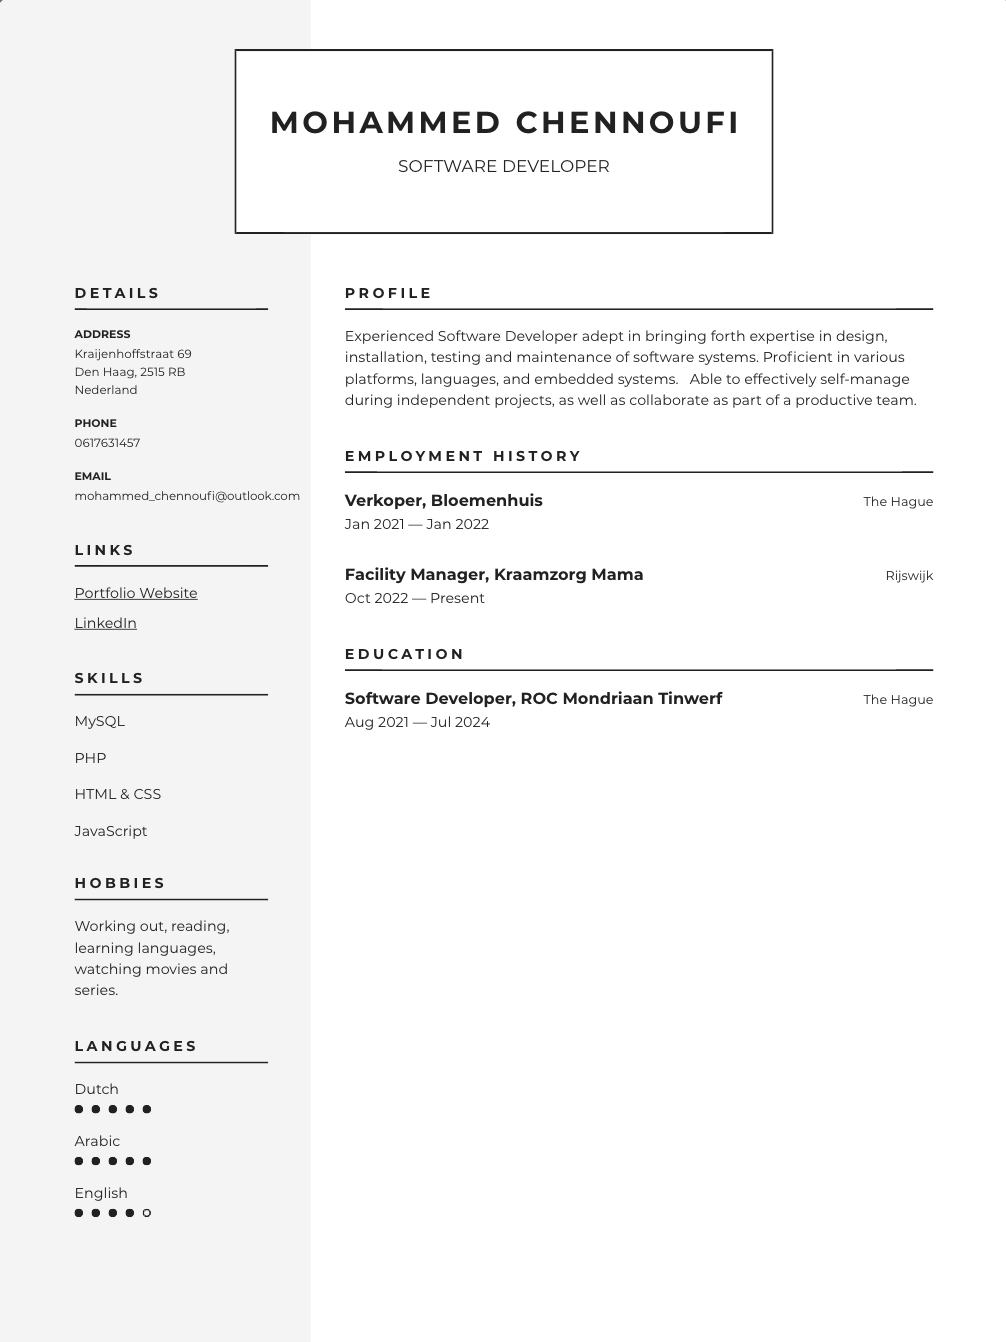 MOHAMMED CHENNOUFI
SOFTWARE DEVELOPER
DETAILS
ADDRESS
Kraijenhoffstraat 69
Den Haag, 2515 RB
Nederland
PHONE
0617631457
EMAIL
mohammed_chennoufi@outlook.com
LINKS
Portfolio Website
LinkedIn
SKILLS
MySQL
PHP
HTML & CSS
JavaScript
HOBBIES
Working out, reading,
learning languages,
watching movies and
series.
LANGUAGES
Dutch
Arabic
English
PROFILE
Experienced Software Developer adept in bringing forth expertise in design,
installation, testing and maintenance of software systems. Proficient in various
platforms, languages, and embedded systems.   Able to effectively self-manage
during independent projects, as well as collaborate as part of a productive team.
EMPLOYMENT HISTORY
Verkoper, Bloemenhuis The Hague
Jan 2021 — Jan 2022
Facility Manager, Kraamzorg Mama Rijswijk
Oct 2022 — Present
EDUCATION
Software Developer, ROC Mondriaan Tinwerf The Hague
Aug 2021 — Jul 2024